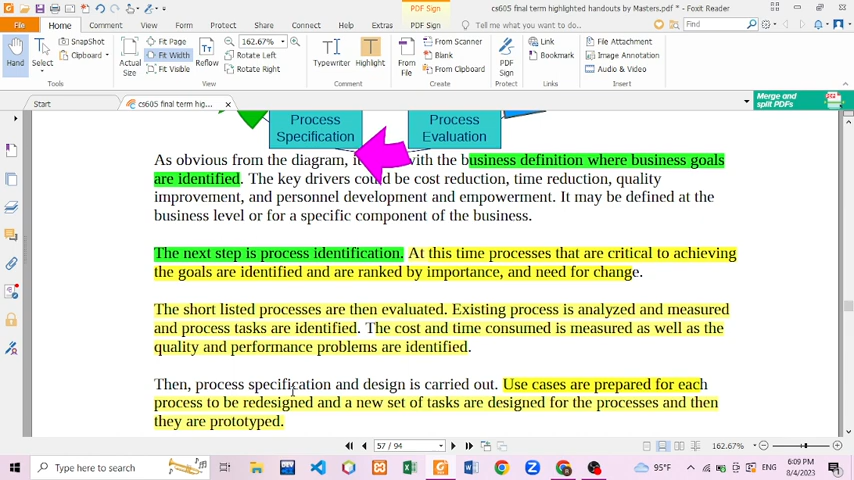 PDF Sign
cs605 final term highlighted handouts by Masters.pdf * - Foxit Reader
File Home Comment View Form Protect Share Connect Help Extras PDF Sign Tell me what you want to do... Find
Hand Select SnapShot Clipboard Actual Size Fit Page Fit Width Fit Visible Reflow 162.67% Rotate Left Rotate Right Typewriter Highlight From File From Scanner Blank From Clipboard PDF Sign Link Bookmark File Attachment Image Annotation Audio & Video
Tools View Comment Create Protect Links Insert
Start cs605 final term hig... Merge and split PDFs
Process Specification
Process Evaluation
As obvious from the diagram, it with the business definition where business goals
are identified. The key drivers could be cost reduction, time reduction, quality
improvement, and personnel development and empowerment. It may be defined at the
business level or for a specific component of the business.
The next step is process identification. At this time processes that are critical to achieving
the goals are identified and are ranked by importance, and need for change.
The short listed processes are then evaluated. Existing process is analyzed and measured
and process tasks are identified. The cost and time consumed is measured as well as the
quality and performance problems are identified.
Then, process specification and design is carried out. Use cases are prepared for each
process to be redesigned and a new set of tasks are designed for the processes and then
they are prototyped.
57 / 94 162.67%
Type here to search 95°F ENG 6:09 PM
8/4/2023